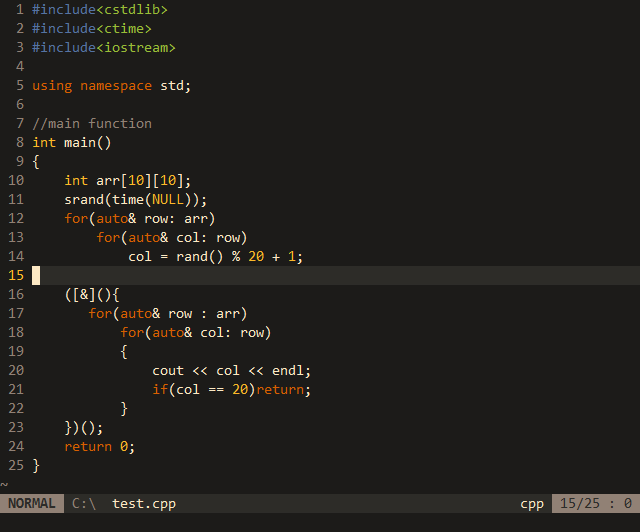 1 #include<cstdlib>
2 #include<ctime>
3 #include<iostream>
4
5 using namespace std;
6
7 //main function
8 int main()
9 {
10     int arr[10][10];
11     srand(time(NULL));
12     for(auto& row: arr)
13         for(auto& col: row)
14             col = rand() % 20 + 1;
15
16     ([&](){
17        for(auto& row : arr)
18            for(auto& col: row)
19            {
20                cout << col << endl;
21                if(col == 20)return;
22            }
23     })();
24     return 0;
25 }
~
NORMAL C:\ test.cpp cpp 15/25 : 0